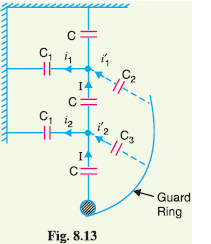 C
C₁ i₁ i′₁
C₂
I
C
C₁ i₂ i′₂
C₃
I
C
Guard
Ring
Fig. 8.13